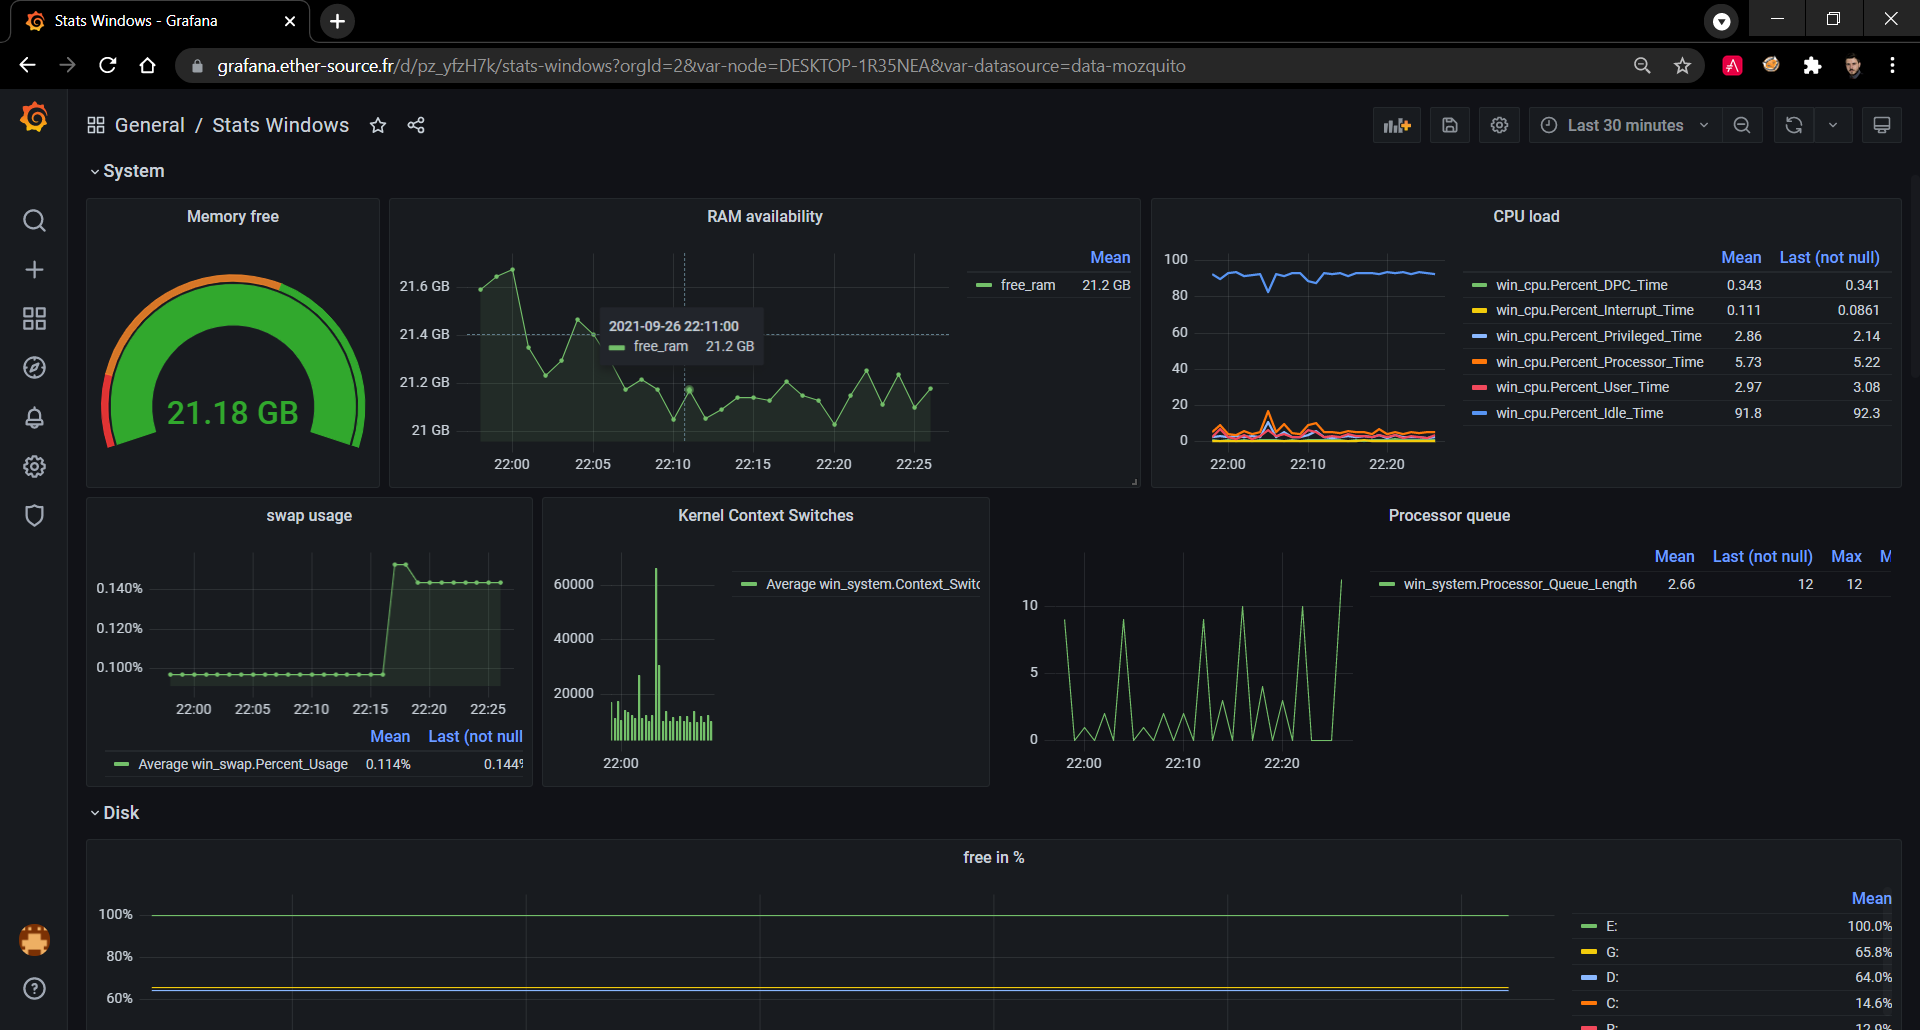 Stats Windows - Grafana
grafana.ether-source.fr/d/pz_yfzH7k/stats-windows?orgId=2&var-node=DESKTOP-1R35NEA&var-datasource=data-mozquito
General / Stats Windows
Last 30 minutes
System
Memory free
21.18 GB
RAM availability
21.6 GB
21.4 GB
21.2 GB
21 GB
22:00 22:05 22:10 22:15 22:20 22:25
2021-09-26 22:11:00
free_ram 21.2 GB
Mean
free_ram 21.2 GB
CPU load
100
80
60
40
20
0
22:00 22:10 22:20
Mean Last (not null)
win_cpu.Percent_DPC_Time 0.343 0.341
win_cpu.Percent_Interrupt_Time 0.111 0.0861
win_cpu.Percent_Privileged_Time 2.86 2.14
win_cpu.Percent_Processor_Time 5.73 5.22
win_cpu.Percent_User_Time 2.97 3.08
win_cpu.Percent_Idle_Time 91.8 92.3
swap usage
0.140%
0.120%
0.100%
22:00 22:05 22:10 22:15 22:20 22:25
Mean Last (not null
Average win_swap.Percent_Usage 0.114% 0.144%
Kernel Context Switches
60000
40000
20000
22:00
Average win_system.Context_Switc
Processor queue
10
5
0
22:00 22:10 22:20
Mean Last (not null) Max M
win_system.Processor_Queue_Length 2.66 12 12
Disk
free in %
100%
80%
60%
Mean
E: 100.0%
G: 65.8%
D: 64.0%
C: 14.6%
12.9%